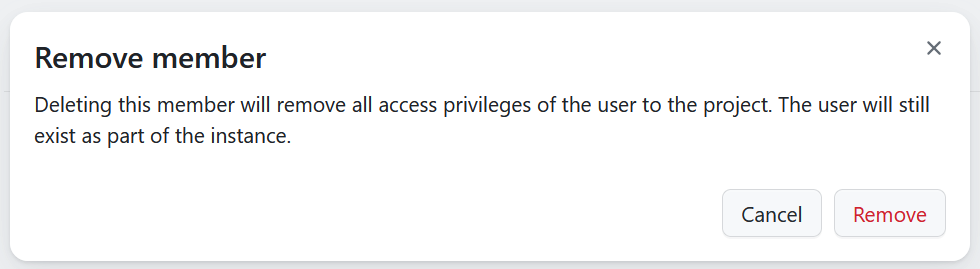 Remove member
Deleting this member will remove all access privileges of the user to the project. The user will still
exist as part of the instance.
Cancel
Remove